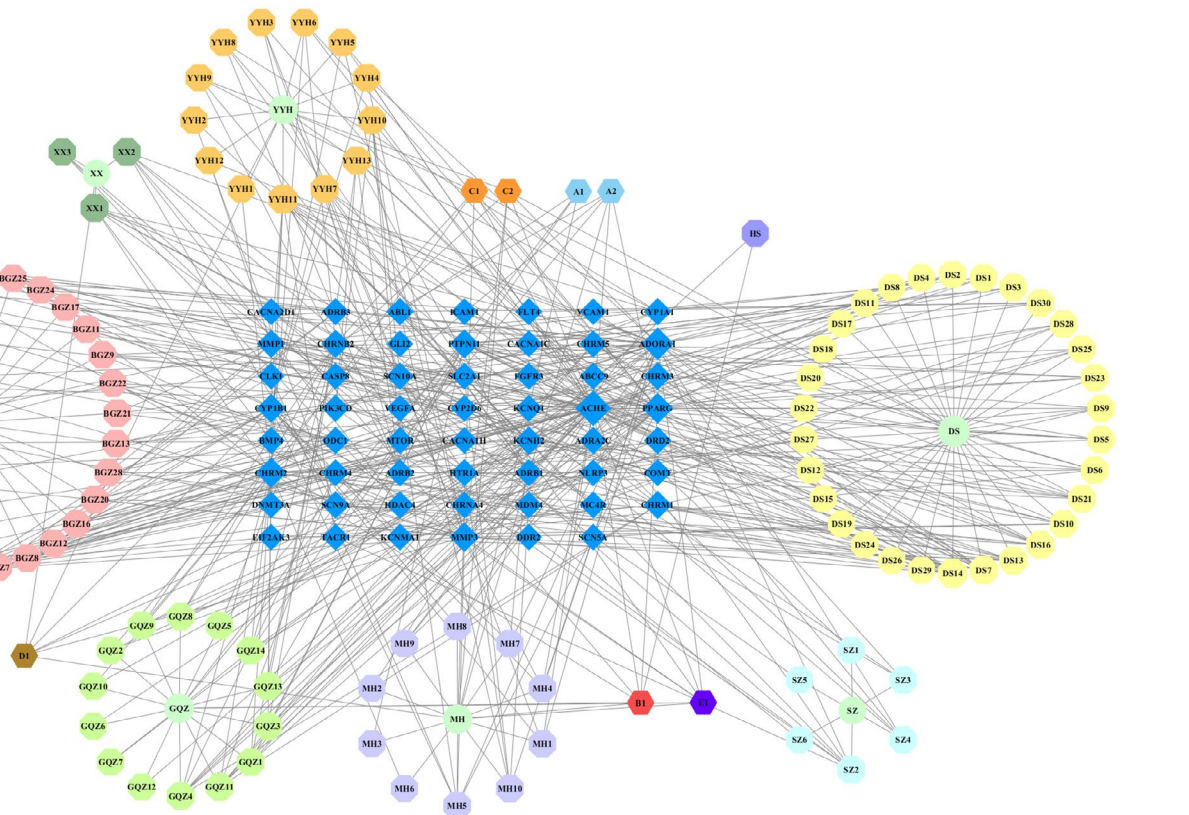 YYH3 YYH6
YYH8 YYH5
YYH9 YYH4
YYH
YYH2 YYH10
XX3 XX2 YYH12 YYH13
XX
YYH1 YYH11 YYH7 C1 C2 A1 A2
XX1
HS
BGZ25
BGZ24
BGZ17
BGZ11
BGZ9
BGZ22
BGZ21
BGZ13
BGZ28
BGZ20
BGZ16
BGZ12
BGZ8
Z7
CACNA2D1 ADRB3 ABL1 ICAM1 FLT4 VCAM1 CYP1A1
MMP1 CHRNB2 GLI2 PTPN11 CACNA1C CHRM5 ADORA1
CLK1 CASP8 SCN10A SLC2A1 FGFR3 ABCC9 CHRM3
CYP1B1 PIK3CD VEGFA CYP2D6 KCNQ1 ACHE PPARG
BMP4 ODC1 MTOR CACNA1H KCNH2 ADRA2C DRD2
CHRM2 CHRM4 ADRB2 HTR1A ADRB1 NLRP3 COMT
DNMT3A SCN9A HDAC4 CHRNA4 MDM4 MC4R CHRM1
EIF2AK3 TACR1 KCNMA1 MMP3 DDR2 SCN5A
DS8 DS4 DS2 DS1 DS3
DS11 DS30
DS17 DS28
DS18 DS25
DS20 DS23
DS22 DS9
DS
DS27 DS5
DS12 DS6
DS15 DS21
DS19 DS10
DS24 DS16
DS26 DS29 DS14 DS7 DS13
D1
GQZ9 GQZ8 GQZ5
GQZ2 GQZ14
GQZ10 GQZ13
GQZ
GQZ6 GQZ3
GQZ7 GQZ1
GQZ12 GQZ4 GQZ11
MH9 MH8 MH7
MH2 MH4
MH
MH3 MH1
MH6 MH5 MH10
B1 E1
SZ1
SZ5 SZ3
SZ
SZ6 SZ4
SZ2